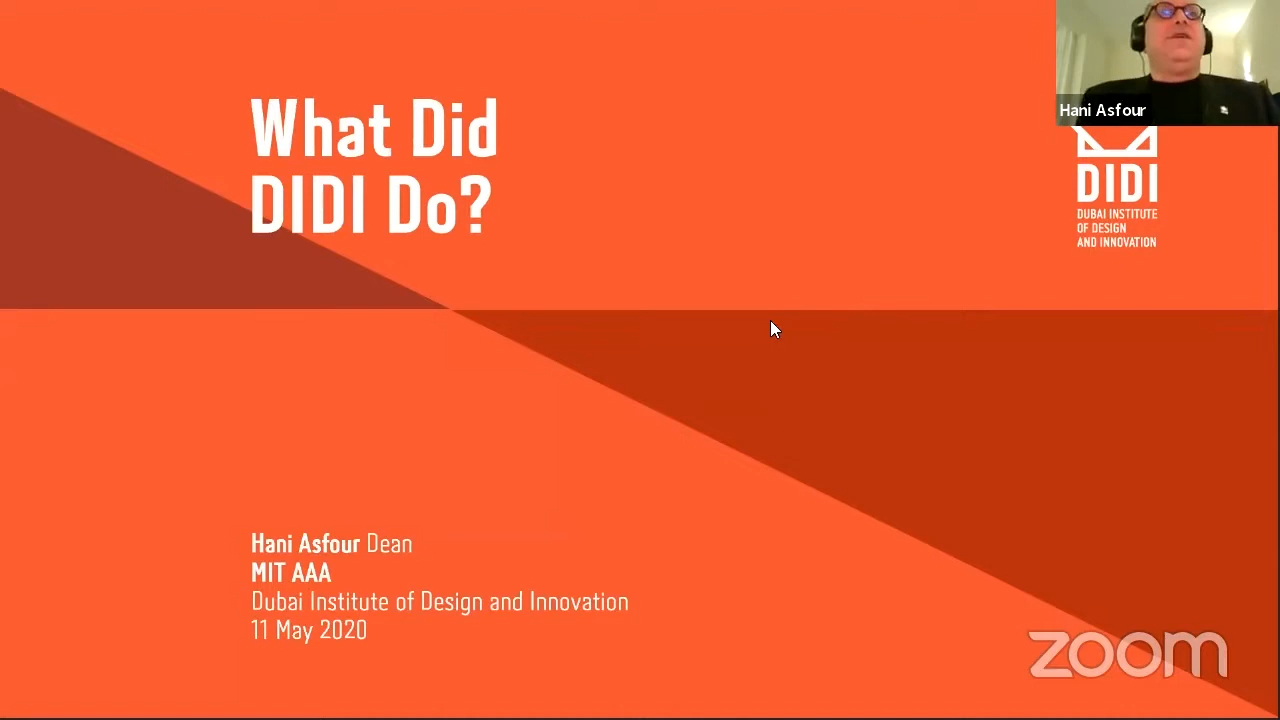 What Did
DIDI Do?
Hani Asfour
DIDI
DUBAI INSTITUTE
OF DESIGN
AND INNOVATION
Hani Asfour Dean
MIT AAA
Dubai Institute of Design and Innovation
11 May 2020
zoom